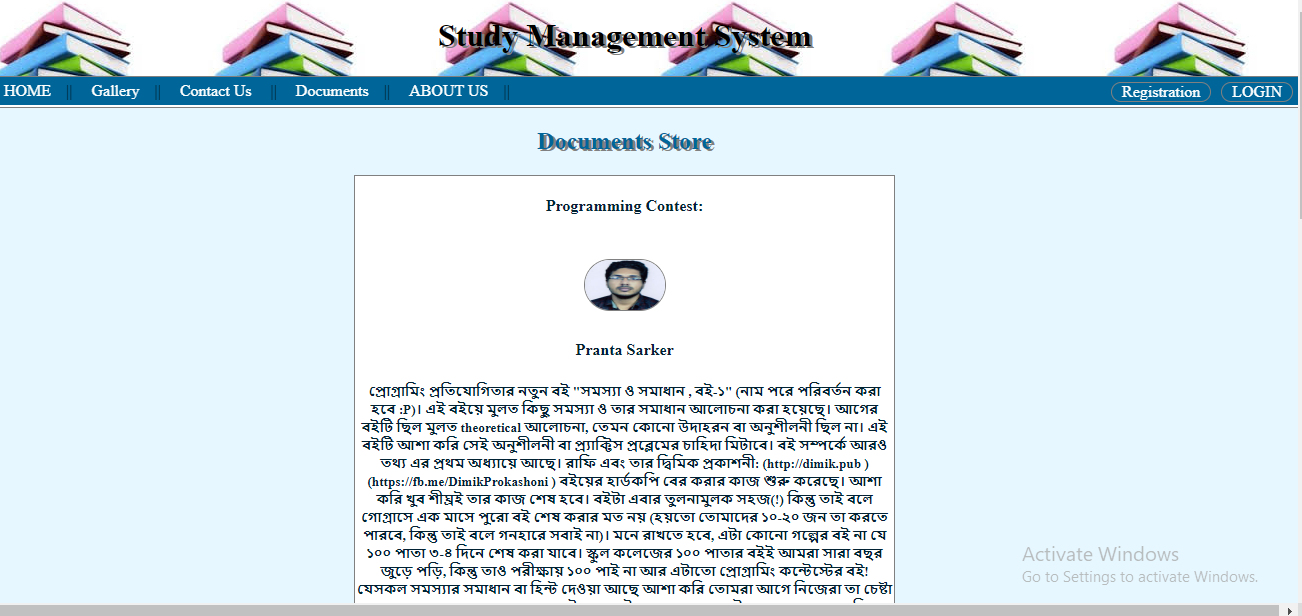 Study Management System
HOME || Gallery || Contact Us || Documents || ABOUT US || Registration LOGIN
Documents Store
Programming Contest:
Pranta Sarker
প্রোগ্রামিং প্রতিযোগিতার নতুন বই "সমস্যা ও সমাধান , বই-১" (নাম পরে পরিবর্তন করা
হবে :P)। এই বইয়ে মুলত কিছু সমস্যা ও তার সমাধান আলোচনা করা হয়েছে। আগের
বইটি ছিল মুলত theoretical আলোচনা, তেমন কোনো উদাহরন বা অনুশীলনী ছিল না। এই
বইটি আশা করি সেই অনুশীলনী বা প্র্যাক্টিস প্রব্লেমের চাহিদা মিটাবে। বই সম্পর্কে আরও
তথ্য এর প্রথম অধ্যায়ে আছে। রাফি এবং তার দ্বিমিক প্রকাশনী: (http://dimik.pub )
(https://fb.me/DimikProkashoni ) বইয়ের হার্ডকপি বের করার কাজ শুরু করেছে। আশা
করি খুব শীঘ্রই তার কাজ শেষ হবে। বইটা এবার তুলনামুলক সহজ(!) কিন্তু তাই বলে
গোগ্রাসে এক মাসে পুরো বই শেষ করার মত নয় (হয়তো তোমাদের ১০-২০ জন তা করতে
পারবে, কিন্তু তাই বলে গনহারে সবাই না)। মনে রাখতে হবে, এটা কোনো গল্পের বই না যে
১০০ পাতা ৩-৪ দিনে শেষ করা যাবে। স্কুল কলেজের ১০০ পাতার বইই আমরা সারা বছর
জুড়ে পড়ি, কিন্তু তাও পরীক্ষায় ১০০ পাই না আর এটাতো প্রোগ্রামিং কন্টেস্টের বই!
যেসকল সমস্যার সমাধান বা হিন্ট দেওয়া আছে আশা করি তোমরা আগে নিজেরা তা চেষ্টা
Activate Windows
Go to Settings to activate Windows.